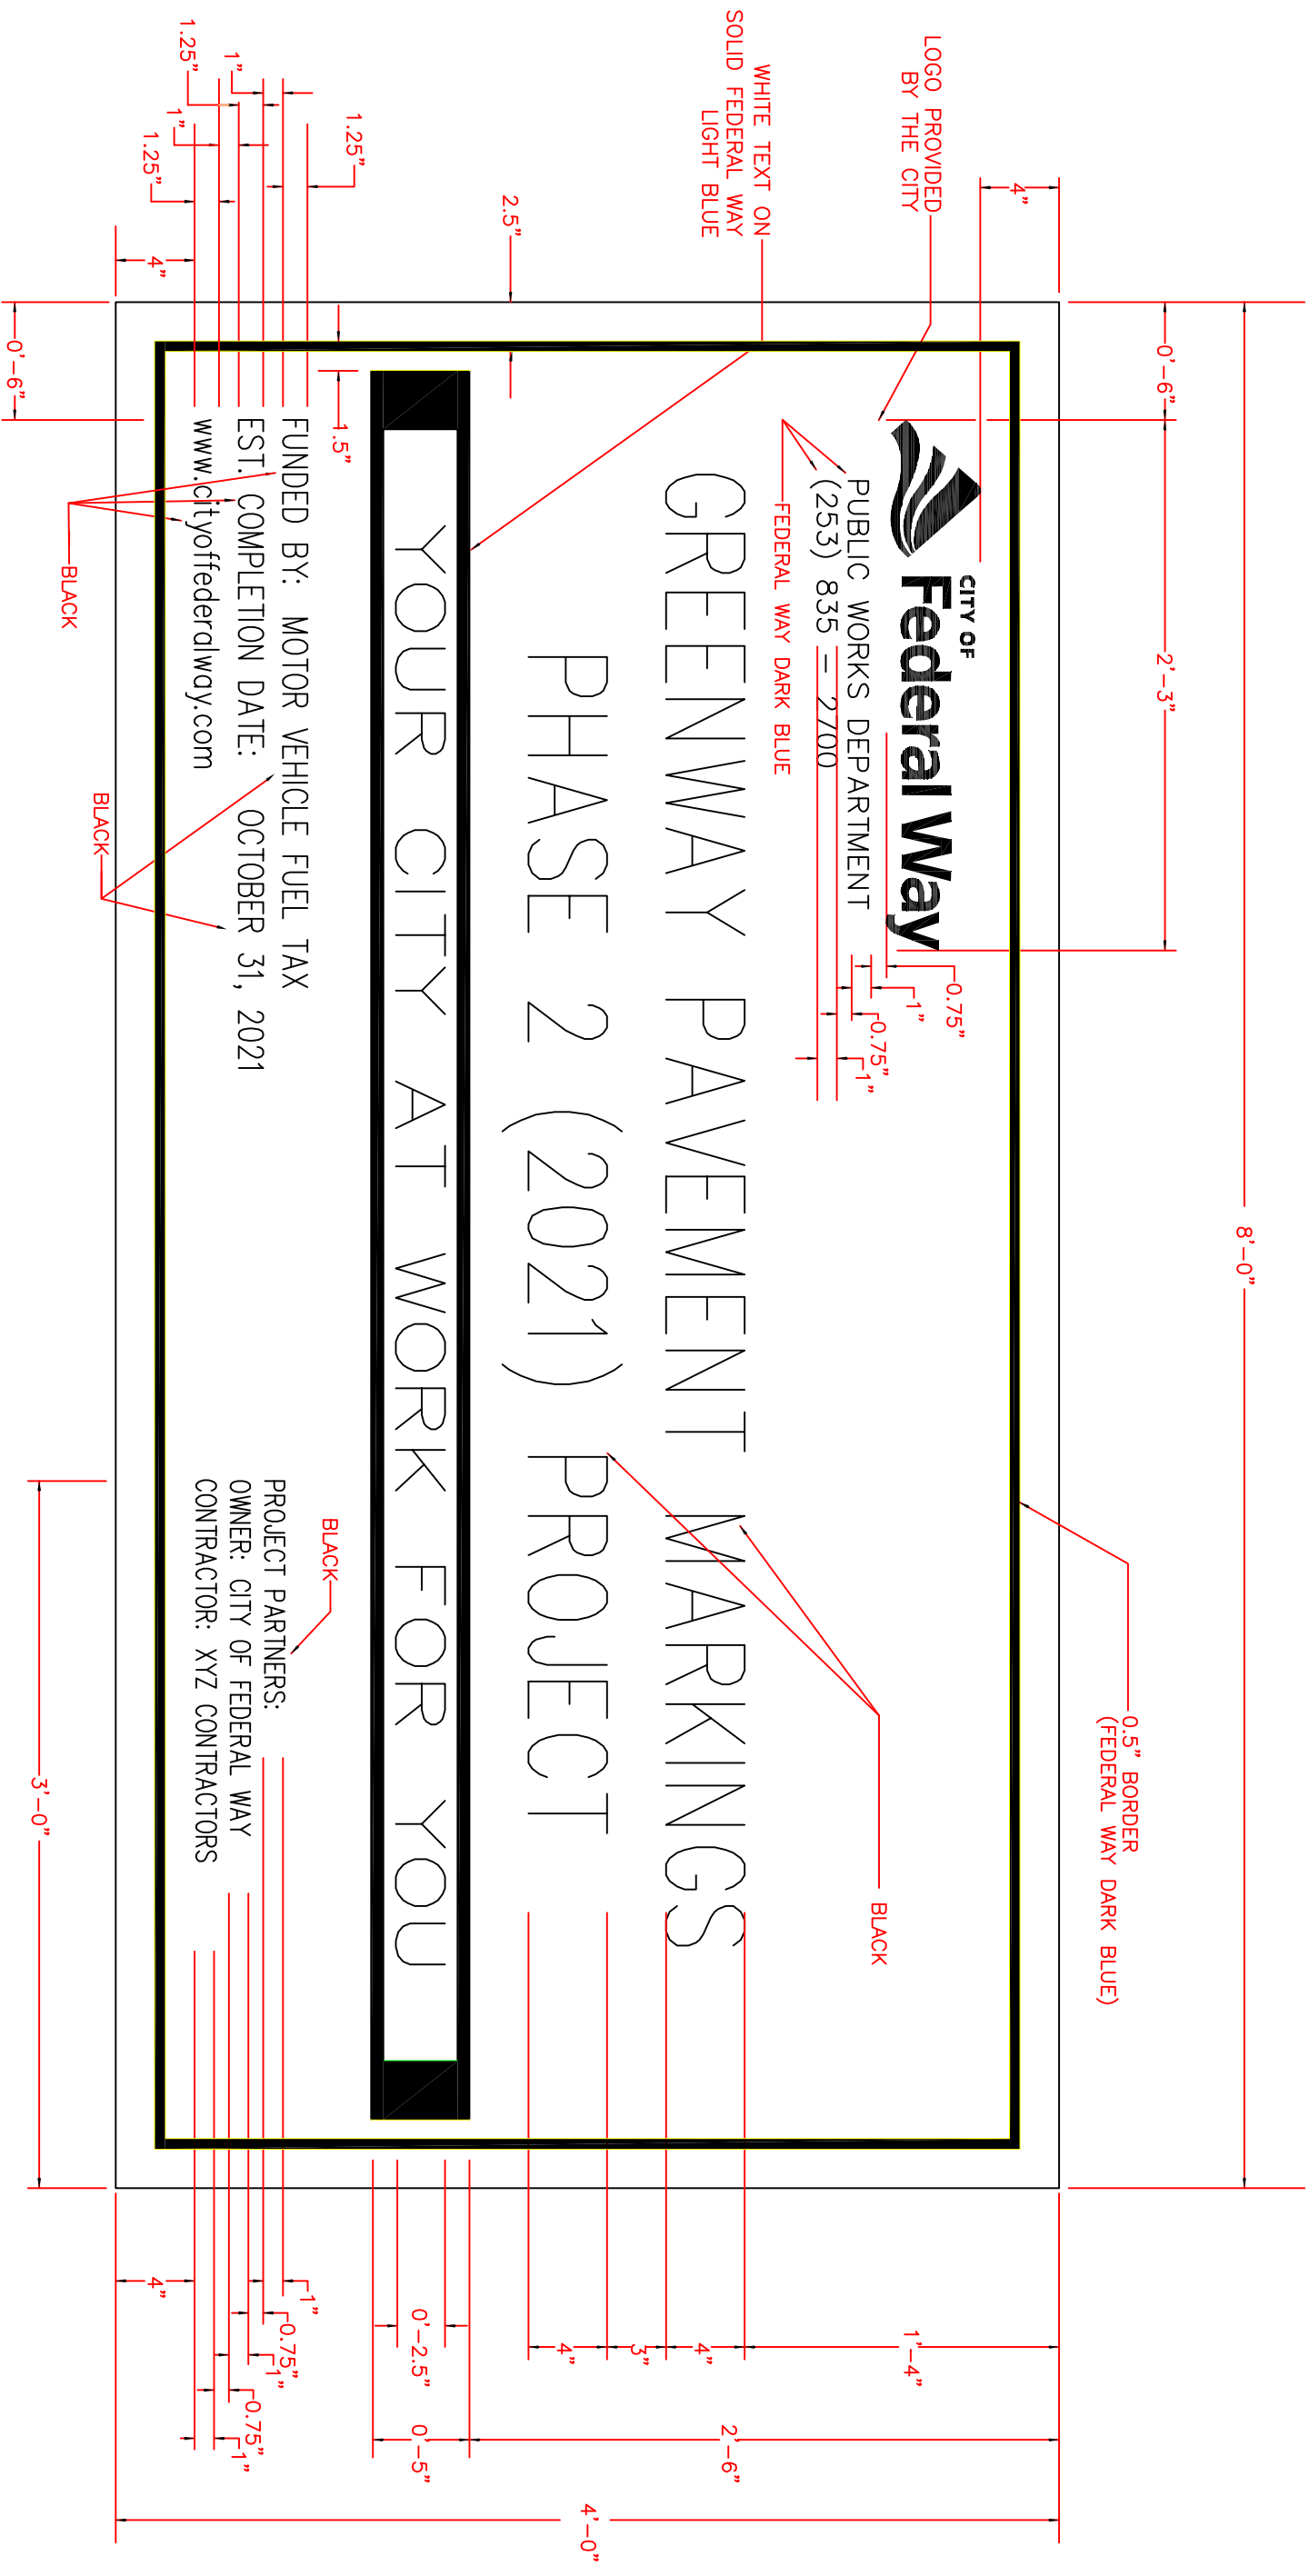 8'-0"
0'-6"
2'-3"
4"
LOGO PROVIDED
BY THE CITY
0.5" BORDER
(FEDERAL WAY DARK BLUE)
CITY OF
Federal Way
PUBLIC WORKS DEPARTMENT
(253) 835 - 2700
0.75"
1"
0.75"
1"
FEDERAL WAY DARK BLUE
BLACK
WHITE TEXT ON
SOLID FEDERAL WAY
LIGHT BLUE
GREENWAY PAVEMENT MARKINGS
PHASE 2 (2021) PROJECT
1'-4"
4"
3"
4"
2'-6"
4'-0"
2.5"
YOUR CITY AT WORK FOR YOU
0'-2.5"
0'-5"
1.5"
BLACK
1.25"
1"
1.25"
1"
1.25"
FUNDED BY: MOTOR VEHICLE FUEL TAX
EST. COMPLETION DATE: OCTOBER 31, 2021
www.cityoffederalway.com
PROJECT PARTNERS:
OWNER: CITY OF FEDERAL WAY
CONTRACTOR: XYZ CONTRACTORS
1"
0.75"
1"
0.75"
1"
4"
4"
BLACK
BLACK
0'-6"
3'-0"